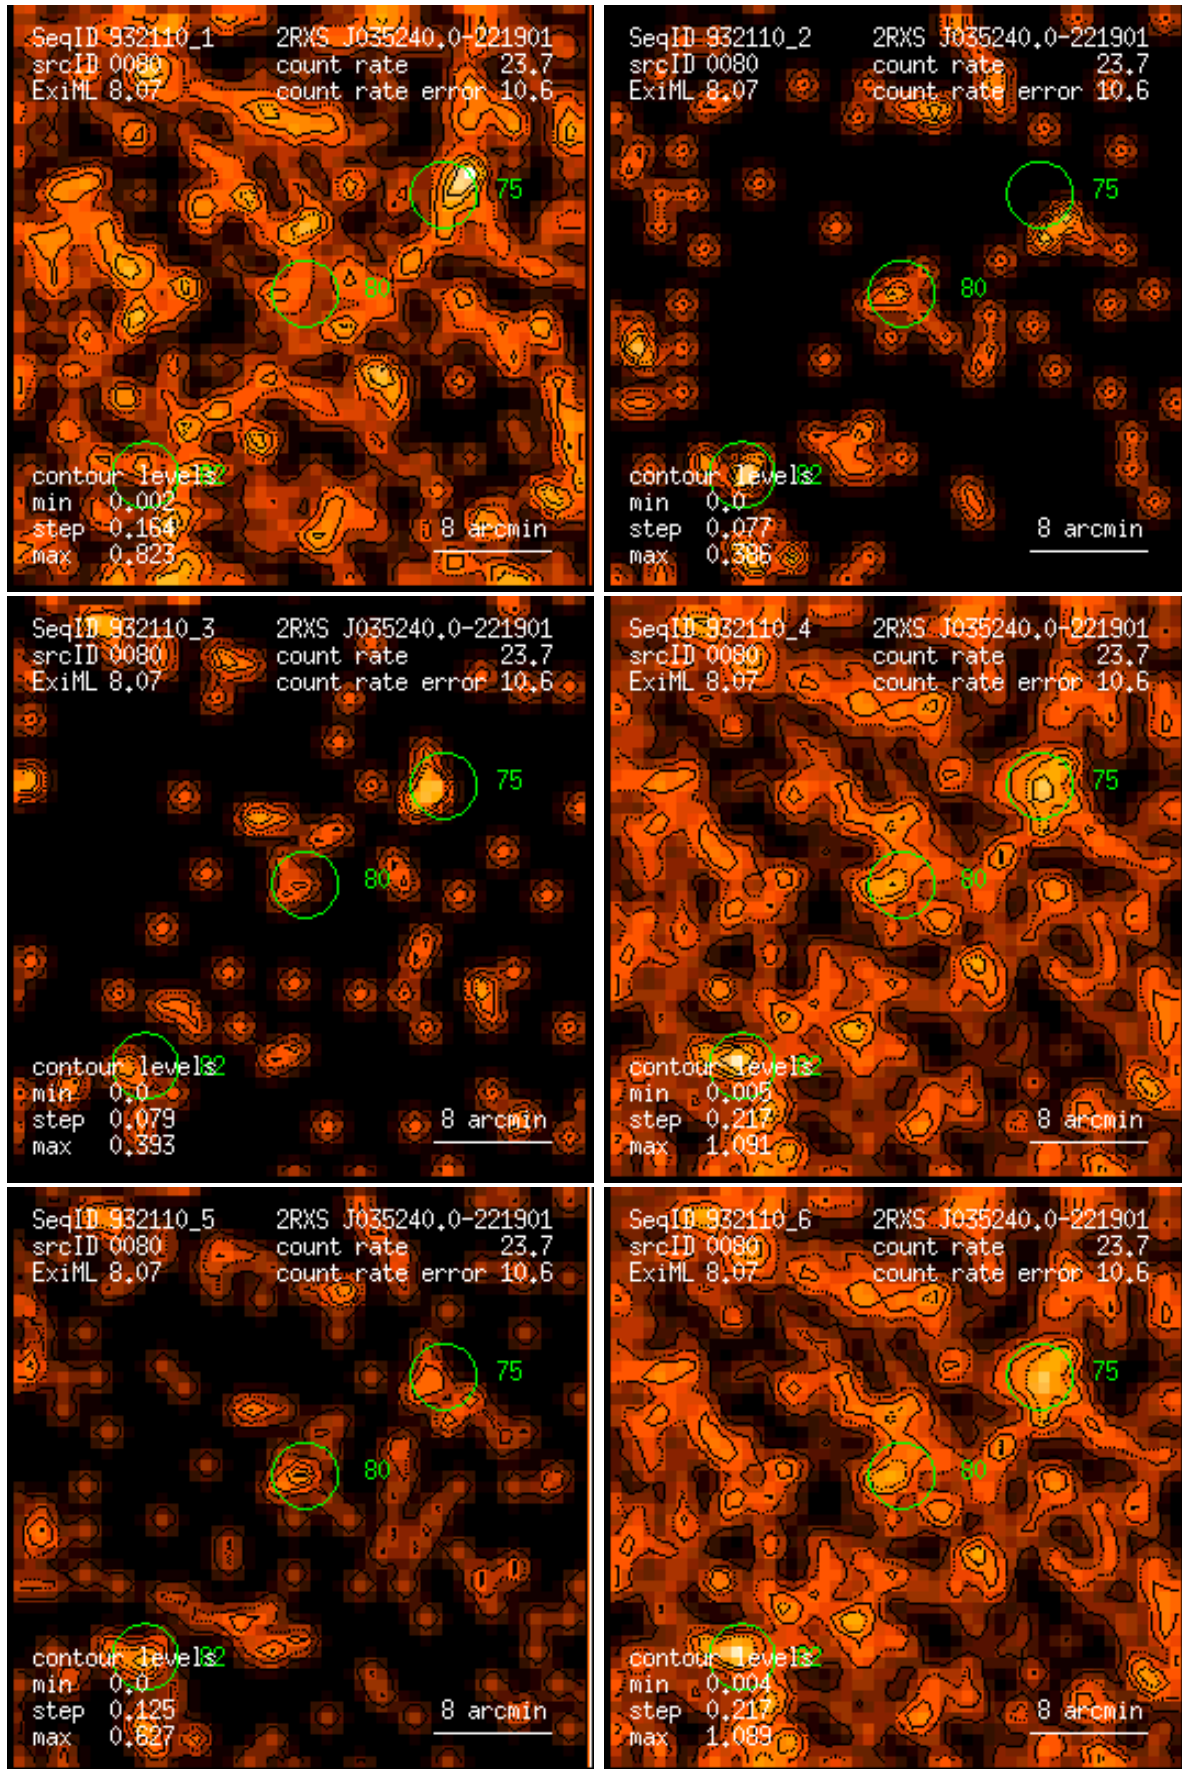 SeqID 932110_1 2RXS J035240.0-221901
srcID 0080 count rate 23.7
ExiML 8.07 count rate error 10.6
75
80
contour levels 82
min 0.002
step 0.164 8 arcmin
max 0.823
SeqID 932110_2 2RXS J035240.0-221901
srcID 0080 count rate 23.7
ExiML 8.07 count rate error 10.6
75
80
contour levels 82
min 0.0
step 0.077 8 arcmin
max 0.386
SeqID 932110_3 2RXS J035240.0-221901
srcID 0080 count rate 23.7
ExiML 8.07 count rate error 10.6
75
80
contour levels 82
min 0.0
step 0.079 8 arcmin
max 0.393
SeqID 932110_4 2RXS J035240.0-221901
srcID 0080 count rate 23.7
ExiML 8.07 count rate error 10.6
75
80
contour levels 82
min 0.005
step 0.217 8 arcmin
max 1.091
SeqID 932110_5 2RXS J035240.0-221901
srcID 0080 count rate 23.7
ExiML 8.07 count rate error 10.6
75
80
contour levels 82
min 0.0
step 0.125 8 arcmin
max 0.627
SeqID 932110_6 2RXS J035240.0-221901
srcID 0080 count rate 23.7
ExiML 8.07 count rate error 10.6
75
80
contour levels 82
min 0.004
step 0.217 8 arcmin
max 1.089